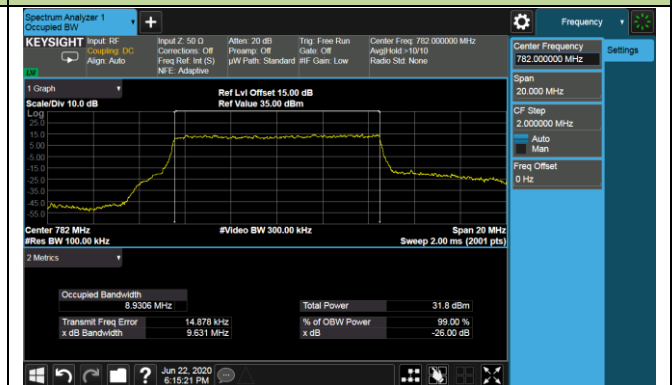 Spectrum Analyzer 1
Occupied BW
+
Frequency
KEYSIGHT
Input: RF
Coupling: DC
Align: Auto
Input Z: 50 Ω
Corrections: Off
Freq Ref: Int (S)
NFE: Adaptive
Atten: 20 dB
Preamp: Off
µW Path: Standard
Trig: Free Run
Gate: Off
#IF Gain: Low
Center Freq: 782.000000 MHz
Avg|Hold:>10/10
Radio Std: None
Center Frequency
782.000000 MHz
Settings
Span
20.000 MHz
CF Step
2.000000 MHz
Auto
Man
Freq Offset
0 Hz
1 Graph
Scale/Div 10.0 dB
Ref Lvl Offset 15.00 dB
Ref Value 35.00 dBm
Log
25.0
15.0
5.00
-5.00
-15.0
-25.0
-35.0
-45.0
-55.0
Center 782 MHz
#Video BW 300.00 kHz
Span 20 MHz
#Res BW 100.00 kHz
Sweep 2.00 ms (2001 pts)
2 Metrics
Occupied Bandwidth
8.9306 MHz
Total Power
31.8 dBm
Transmit Freq Error
14.878 kHz
% of OBW Power
99.00 %
x dB Bandwidth
9.631 MHz
x dB
-26.00 dB
?
Jun 22, 2020
6:15:21 PM